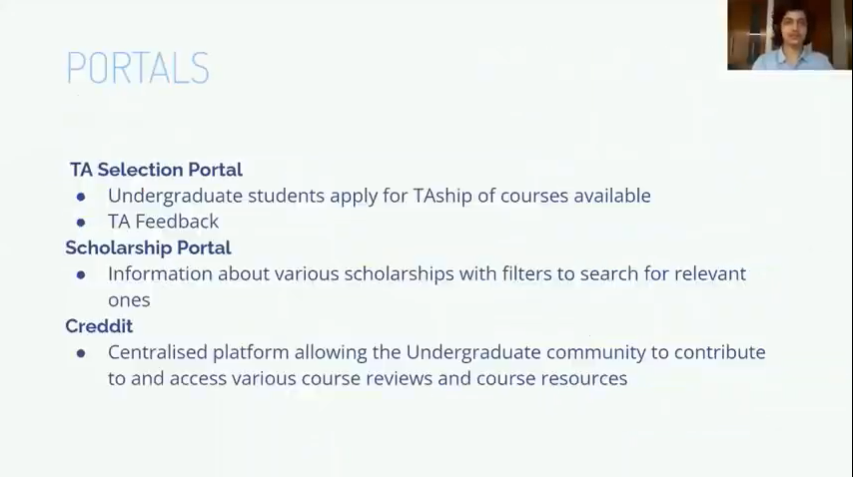 PORTALS
TA Selection Portal
● Undergraduate students apply for TAship of courses available
● TA Feedback
Scholarship Portal
● Information about various scholarships with filters to search for relevant
ones
Creddit
● Centralised platform allowing the Undergraduate community to contribute
to and access various course reviews and course resources